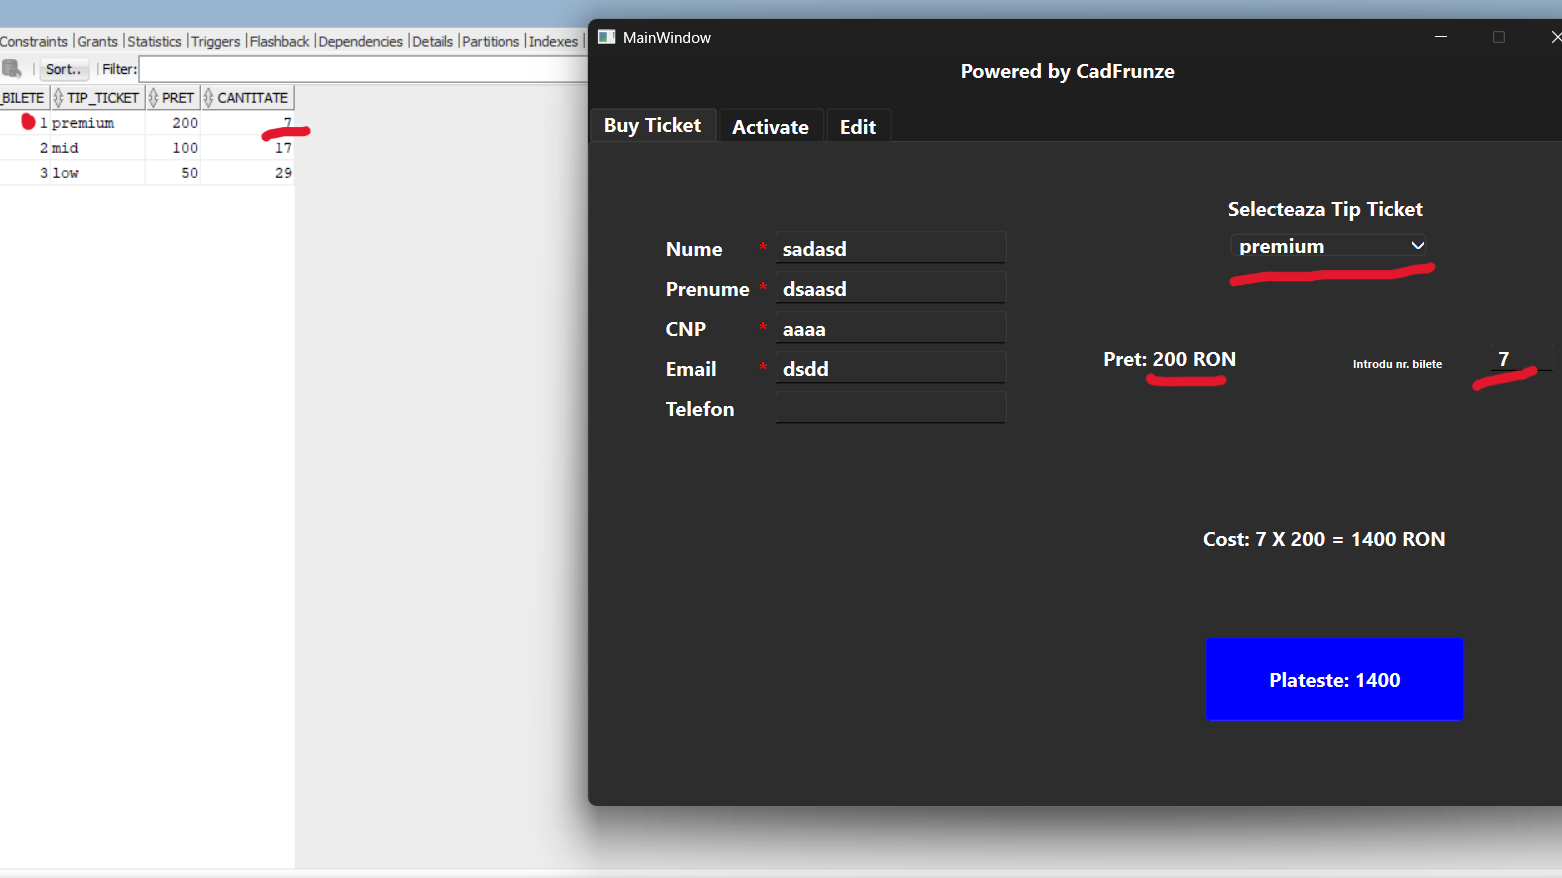 Constraints | Grants | Statistics | Triggers | Flashback | Dependencies | Details | Partitions | Indexes |
Sort.. | Filter:
_BILETE TIP_TICKET PRET CANTITATE
1 premium 200 7
2 mid 100 17
3 low 50 29
MainWindow
Powered by CadFrunze
Buy Ticket Activate Edit
Selecteaza Tip Ticket
premium
Nume * sadasd
Prenume * dsaasd
CNP * aaaa
Email * dsdd
Telefon
Pret: 200 RON Introdu nr. bilete 7
Cost: 7 X 200 = 1400 RON
Plateste: 1400